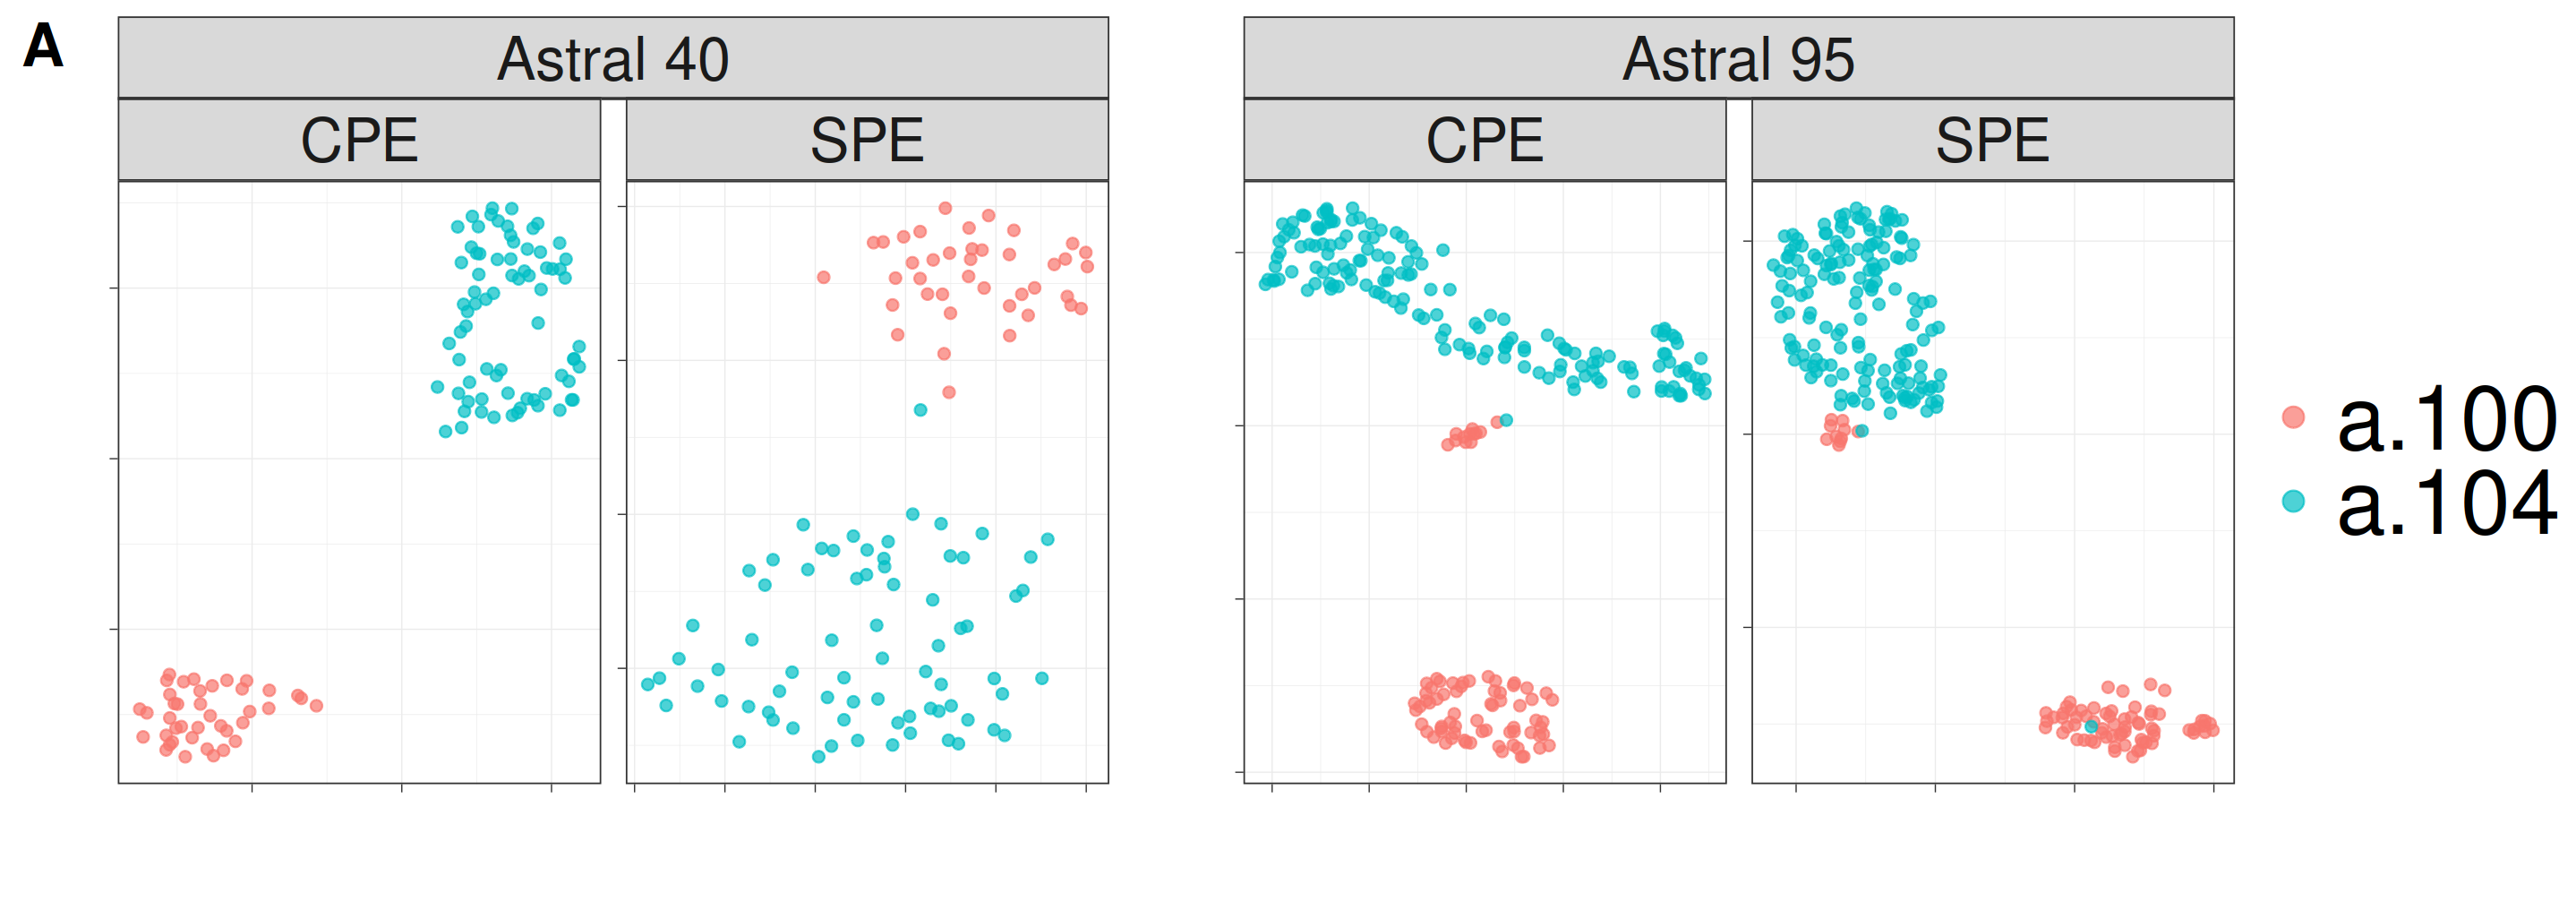 A
Astral 40
Astral 95
CPE
SPE
CPE
SPE
a.100
a.104